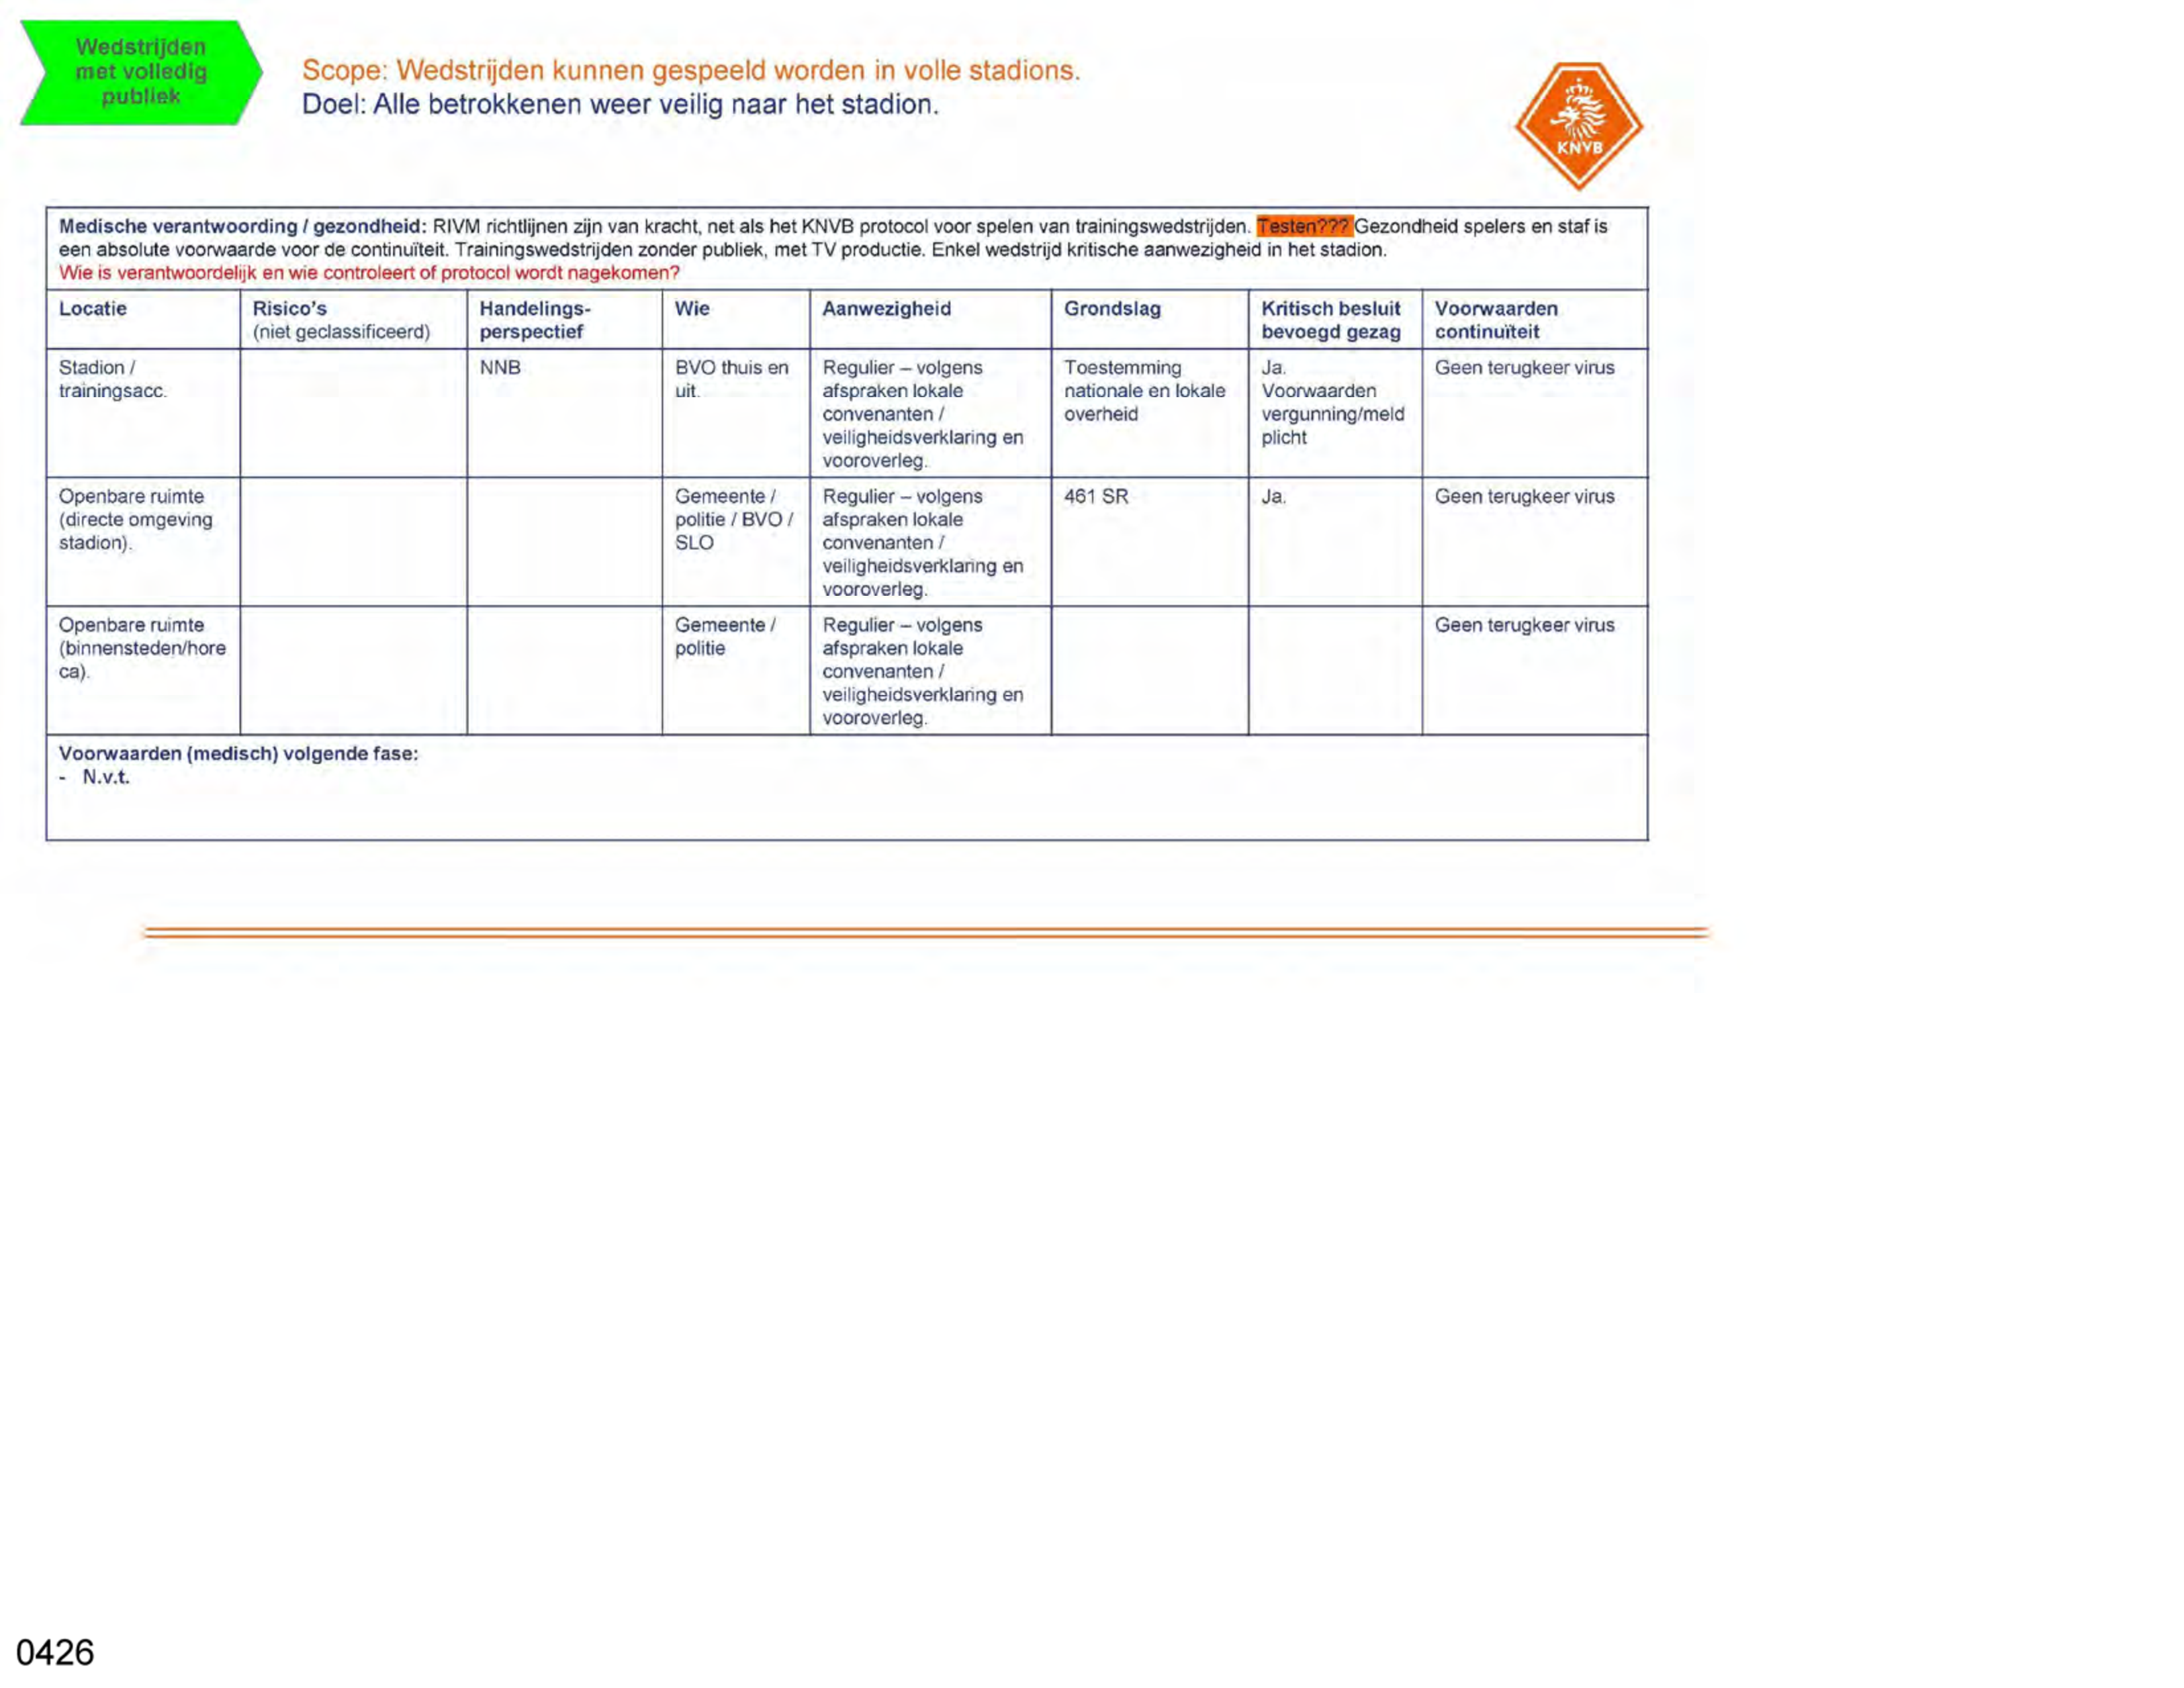 Wedstrijden
met volledig
publiek
Scope: Wedstrijden kunnen gespeeld worden in volle stadions.
Doel: Alle betrokkenen weer veilig naar het stadion.
KNVB
Medische verantwoording / gezondheid: RIVM richtlijnen zijn van kracht, net als het KNVB protocol voor spelen van trainingswedstrijden. Testen??? Gezondheid spelers en staf is
een absolute voorwaarde voor de continuïteit. Trainingswedstrijden zonder publiek, met TV productie. Enkel wedstrijd kritische aanwezigheid in het stadion.
Wie is verantwoordelijk en wie controleert of protocol wordt nagekomen?
Locatie
Risico's
(niet geclassificeerd)
Handelings-
perspectief
Wie
Aanwezigheid
Grondslag
Kritisch besluit
bevoegd gezag
Voorwaarden
continuïteit
Stadion /
trainingsacc.
NNB
BVO thuis en
uit.
Regulier – volgens
afspraken lokale
convenanten /
veiligheidsverklaring en
vooroverleg.
Toestemming
nationale en lokale
overheid
Ja.
Voorwaarden
vergunning/meld
plicht
Geen terugkeer virus
Openbare ruimte
(directe omgeving
stadion).
Gemeente /
politie / BVO /
SLO
Regulier – volgens
afspraken lokale
convenanten /
veiligheidsverklaring en
vooroverleg.
461 SR
Ja.
Geen terugkeer virus
Openbare ruimte
(binnensteden/hore
ca).
Gemeente /
politie
Regulier – volgens
afspraken lokale
convenanten /
veiligheidsverklaring en
vooroverleg.
Geen terugkeer virus
Voorwaarden (medisch) volgende fase:
- N.v.t.
0426